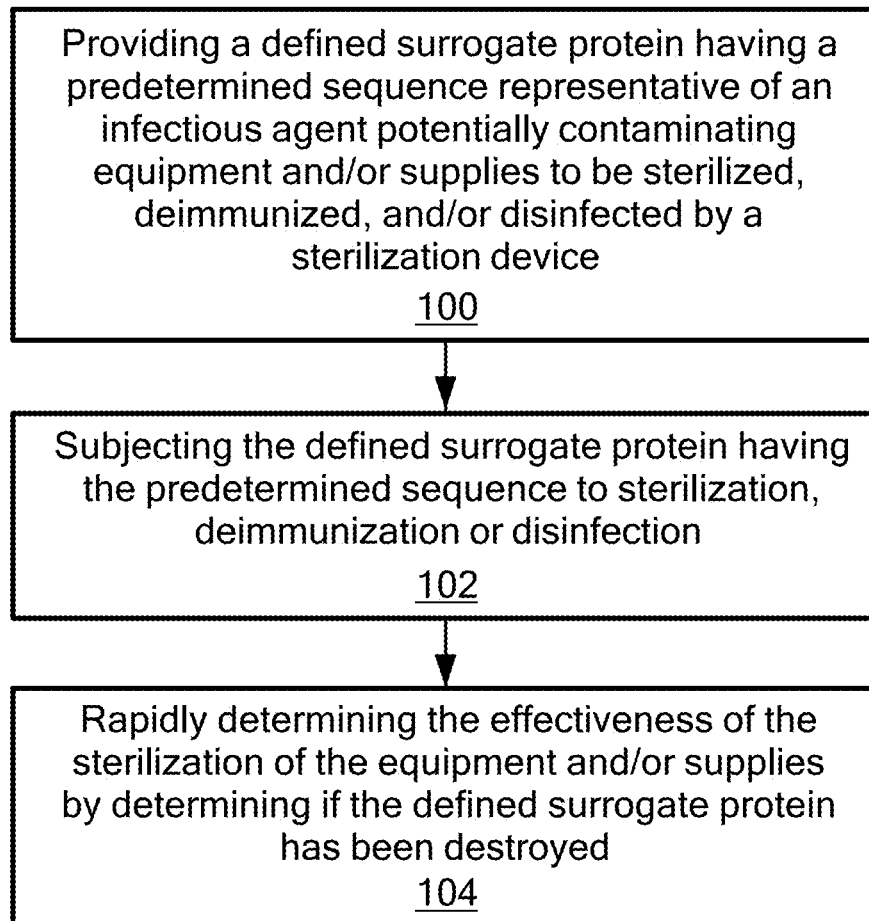 Providing a defined surrogate protein having a
predetermined sequence representative of an
infectious agent potentially contaminating
equipment and/or supplies to be sterilized,
deimmunized, and/or disinfected by a
sterilization device
100
Subjecting the defined surrogate protein having
the predetermined sequence to sterilization,
deimmunization or disinfection
102
Rapidly determining the effectiveness of the
sterilization of the equipment and/or supplies
by determining if the defined surrogate protein
has been destroyed
104